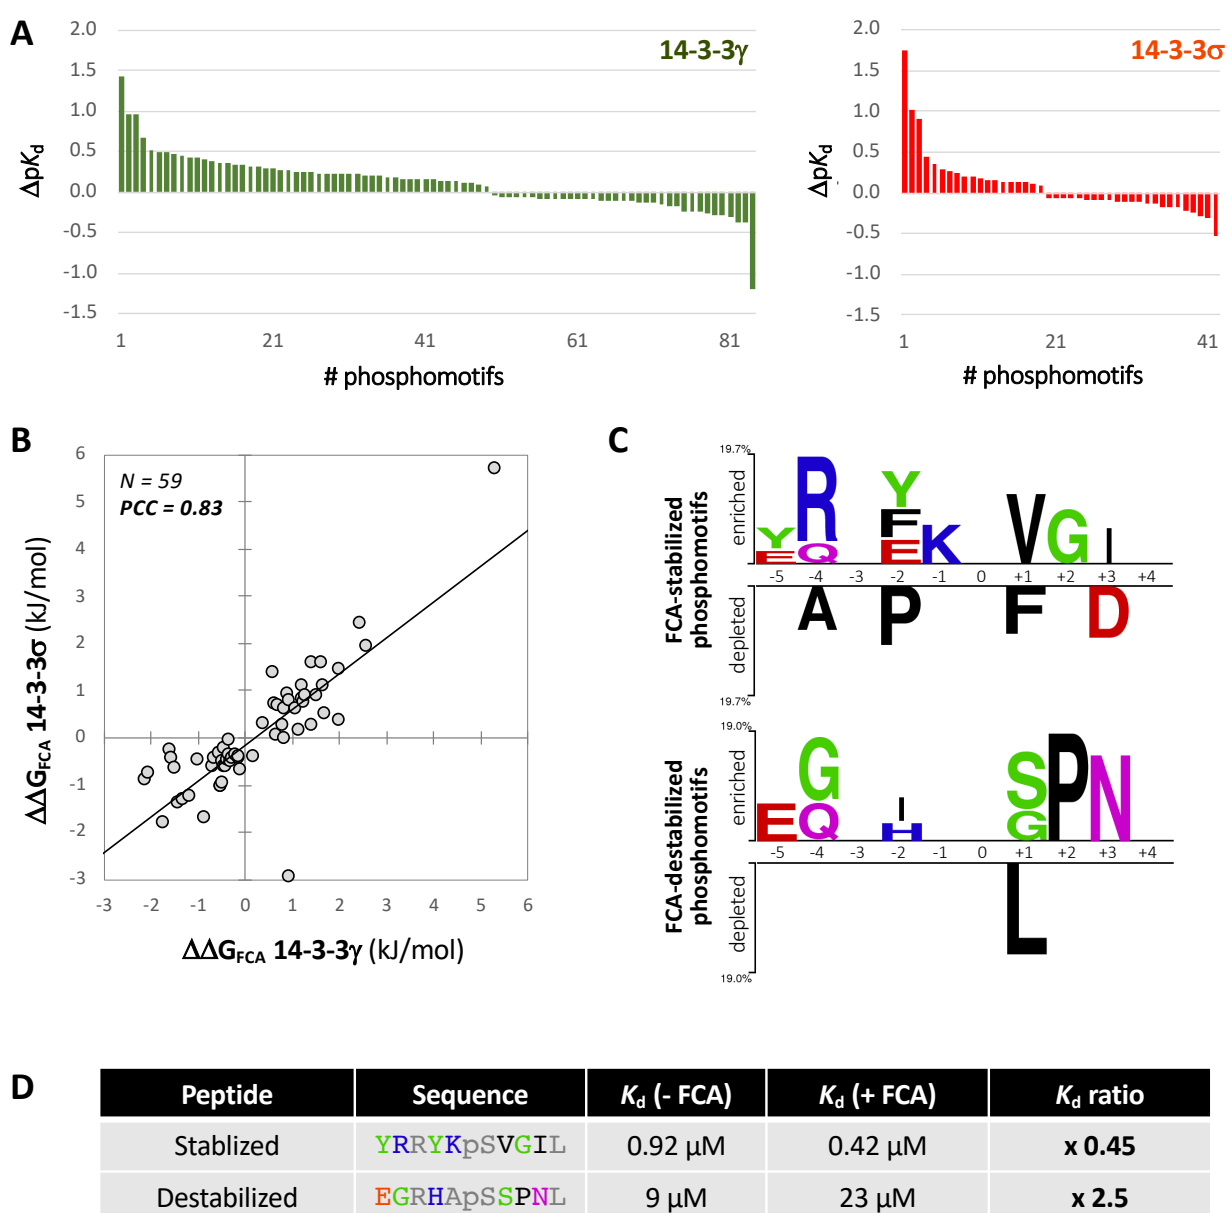 A
14-3-3γ
14-3-3σ
2.0
1.5
1.0
0.5
0.0
-0.5
-1.0
-1.5
ΔpKd
1 21 41 61 81
# phosphomotifs
2.0
1.5
1.0
0.5
0.0
-0.5
-1.0
-1.5
ΔpKd
1 21 41
# phosphomotifs
B
N = 59
PCC = 0.83
6
5
4
3
2
1
0
-1
-2
-3
ΔΔGFCA 14-3-3σ (kJ/mol)
-3 -2 -1 0 1 2 3 4 5 6
ΔΔGFCA 14-3-3γ (kJ/mol)
C
FCA-stabilized
phosphomotifs
enriched
depleted
19.7%
Y E R Q Y F E K V G I
-5 -4 -3 -2 -1 0 +1 +2 +3 +4
A P F D
19.7%
FCA-destabilized
phosphomotifs
enriched
depleted
19.0%
E G Q I H S G P N
-5 -4 -3 -2 -1 0 +1 +2 +3 +4
L
19.0%
D
Peptide Sequence Kd (- FCA) Kd (+ FCA) Kd ratio
Stablized YRRYKpSVGIL 0.92 µM 0.42 µM x 0.45
Destabilized EGRHApSSPNL 9 µM 23 µM x 2.5